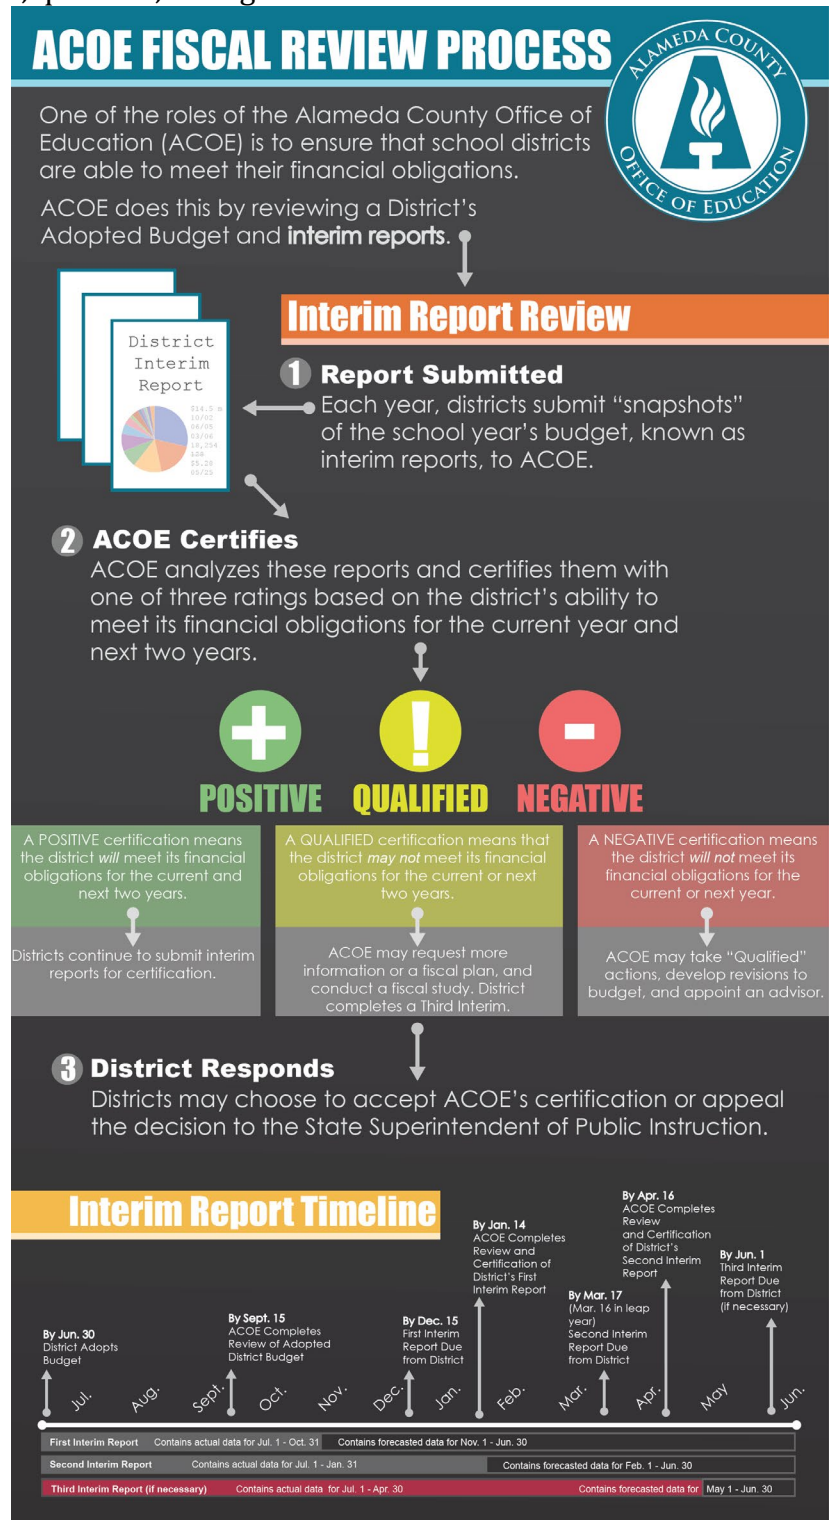 ACOE FISCAL REVIEW PROCESS
ALAMEDA COUNTY
OFFICE OF EDUCATION
One of the roles of the Alameda County Office of
Education (ACOE) is to ensure that school districts
are able to meet their financial obligations.
ACOE does this by reviewing a District's
Adopted Budget and interim reports.
Interim Report Review
District
Interim
Report
1 Report Submitted
Each year, districts submit "snapshots"
of the school year's budget, known as
interim reports, to ACOE.
2 ACOE Certifies
ACOE analyzes these reports and certifies them with
one of three ratings based on the district's ability to
meet its financial obligations for the current year and
next two years.
+
!
-
POSITIVE
QUALIFIED
NEGATIVE
A POSITIVE certification means
the district will meet its financial
obligations for the current and
next two years.
Districts continue to submit interim
reports for certification.
A QUALIFIED certification means that
the district may not meet its financial
obligations for the current or next
two years.
ACOE may request more
information or a fiscal plan, and
conduct a fiscal study. District
completes a Third Interim.
A NEGATIVE certification means
the district will not meet its
financial obligations for the
current or next year.
ACOE may take "Qualified"
actions, develop revisions to
budget, and appoint an advisor.
3 District Responds
Districts may choose to accept ACOE's certification or appeal
the decision to the State Superintendent of Public Instruction.
Interim Report Timeline
By Jun. 30
District Adopts
Budget
By Sept. 15
ACOE Completes
Review of Adopted
District Budget
By Dec. 15
First Interim
Report Due
from District
By Jan. 14
ACOE Completes
Review and
Certification of
District's First
Interim Report
By Mar. 17
(Mar. 16 in leap
year)
Second Interim
Report Due
from District
By Apr. 16
ACOE Completes
Review
and Certification
of District's
Second Interim
Report
By Jun. 1
Third Interim
Report Due
from District
(if necessary)
Jul. Aug. Sept. Oct. Nov. Dec. Jan. Feb. Mar. Apr. May Jun.
First Interim Report Contains actual data for Jul. 1 - Oct. 31 Contains forecasted data for Nov. 1 - Jun. 30
Second Interim Report Contains actual data for Jul. 1 - Jan. 31 Contains forecasted data for Feb. 1 - Jun. 30
Third Interim Report (if necessary) Contains actual data for Jul. 1 - Apr. 30 Contains forecasted data for May 1 - Jun. 30